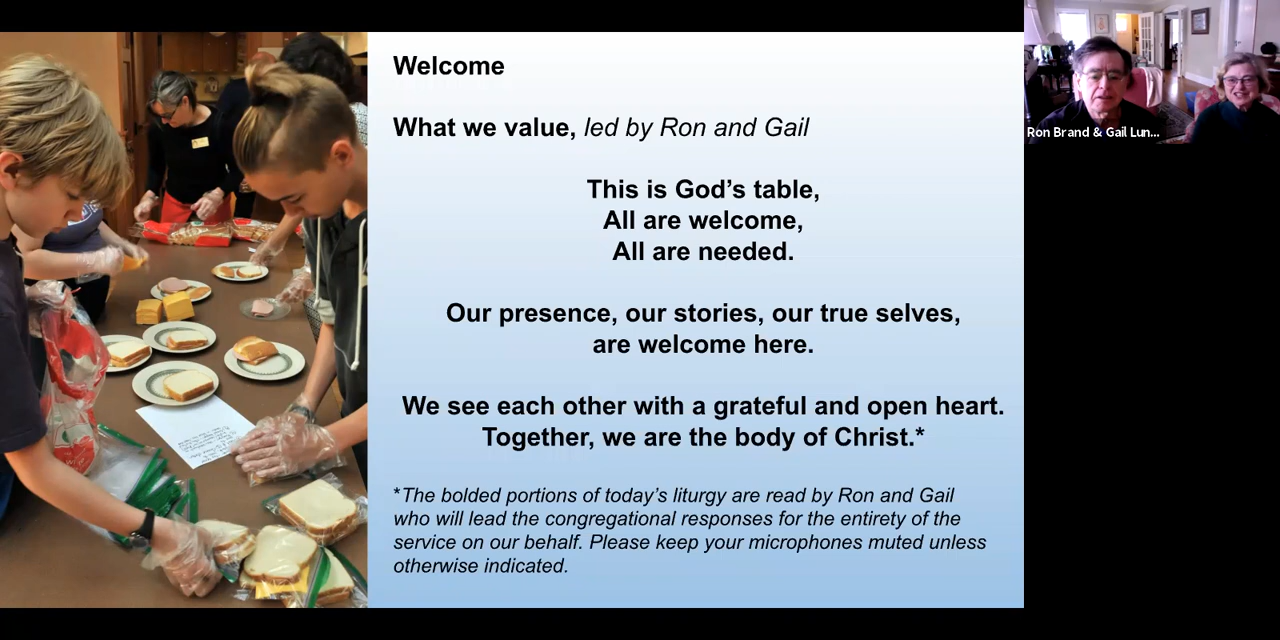 Welcome
What we value, led by Ron and Gail
This is God’s table,
All are welcome,
All are needed.
Our presence, our stories, our true selves,
are welcome here.
We see each other with a grateful and open heart.
Together, we are the body of Christ.*
*The bolded portions of today’s liturgy are read by Ron and Gail
who will lead the congregational responses for the entirety of the
service on our behalf. Please keep your microphones muted unless
otherwise indicated.
Ron Brand & Gail Lun...